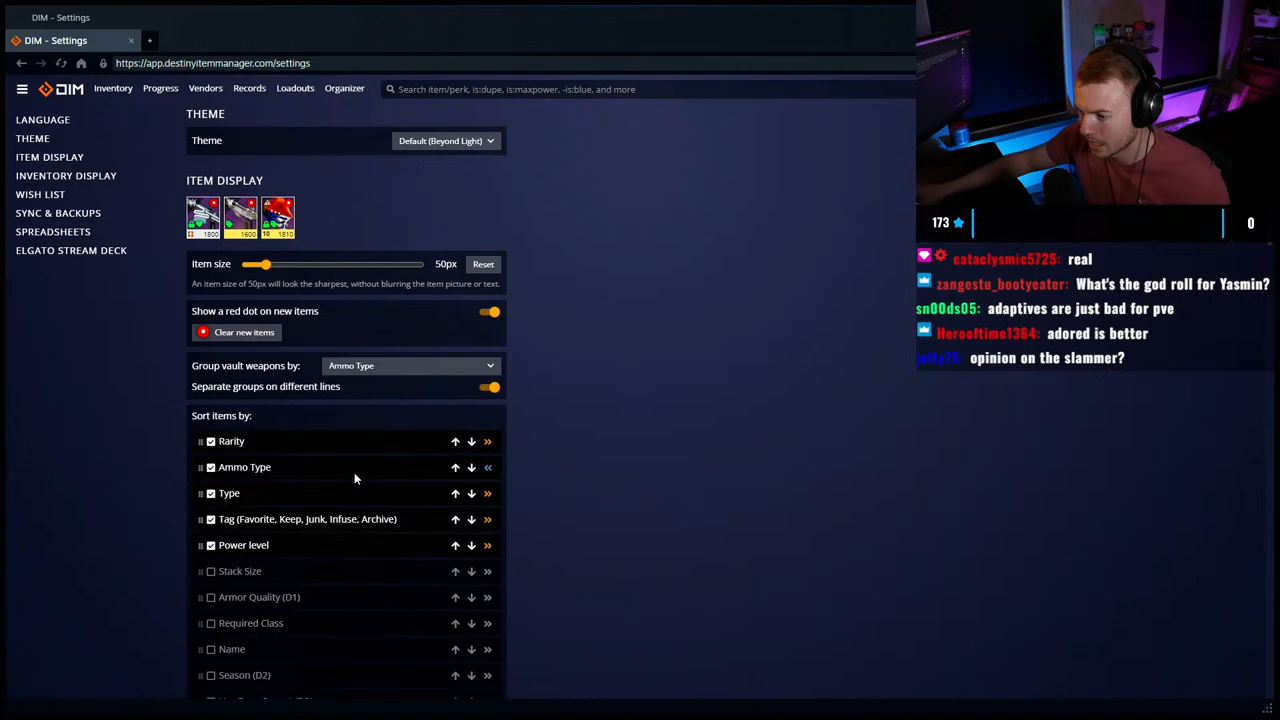 DIM - Settings
DIM - Settings
https://app.destinyitemmanager.com/settings
DIM
Inventory Progress Vendors Records Loadouts Organizer
Search item/perk, is:dupe, is:maxpower, -is:blue, and more
LANGUAGE
THEME
ITEM DISPLAY
INVENTORY DISPLAY
WISH LIST
SYNC & BACKUPS
SPREADSHEETS
ELGATO STREAM DECK
THEME
Theme Default (Beyond Light)
ITEM DISPLAY
1800 1600 10 1810
Item size 50px Reset
An item size of 50px will look the sharpest, without blurring the item picture or text.
Show a red dot on new items
Clear new items
Group vault weapons by: Ammo Type
Separate groups on different lines
Sort items by:
Rarity
Ammo Type
Type
Tag (Favorite, Keep, Junk, Infuse, Archive)
Power level
Stack Size
Armor Quality (D1)
Required Class
Name
Season (D2)
173 0
cataclysmic5725: real
zangestu_bootyeater: What's the god roll for Yasmin?
sn00ds05: adaptives are just bad for pve
Herooftime1364: adored is better
opinion on the slammer?